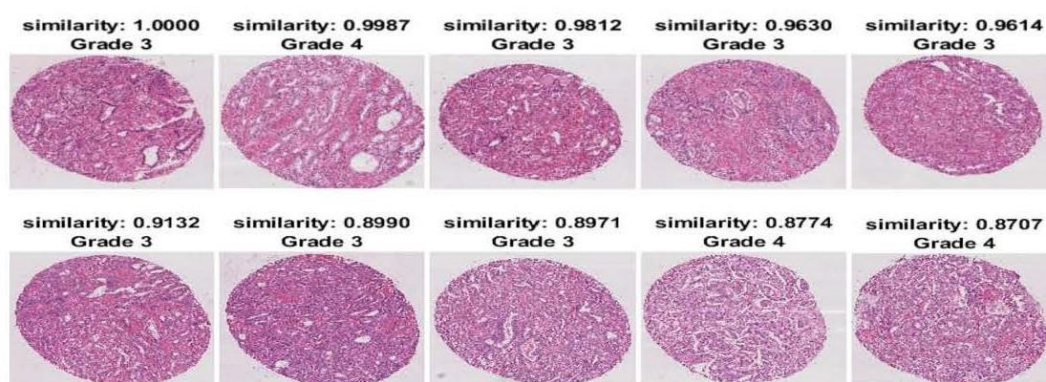 similarity: 1.0000
Grade 3
similarity: 0.9987
Grade 4
similarity: 0.9812
Grade 3
similarity: 0.9630
Grade 3
similarity: 0.9614
Grade 3
similarity: 0.9132
Grade 3
similarity: 0.8990
Grade 3
similarity: 0.8971
Grade 3
similarity: 0.8774
Grade 4
similarity: 0.8707
Grade 4